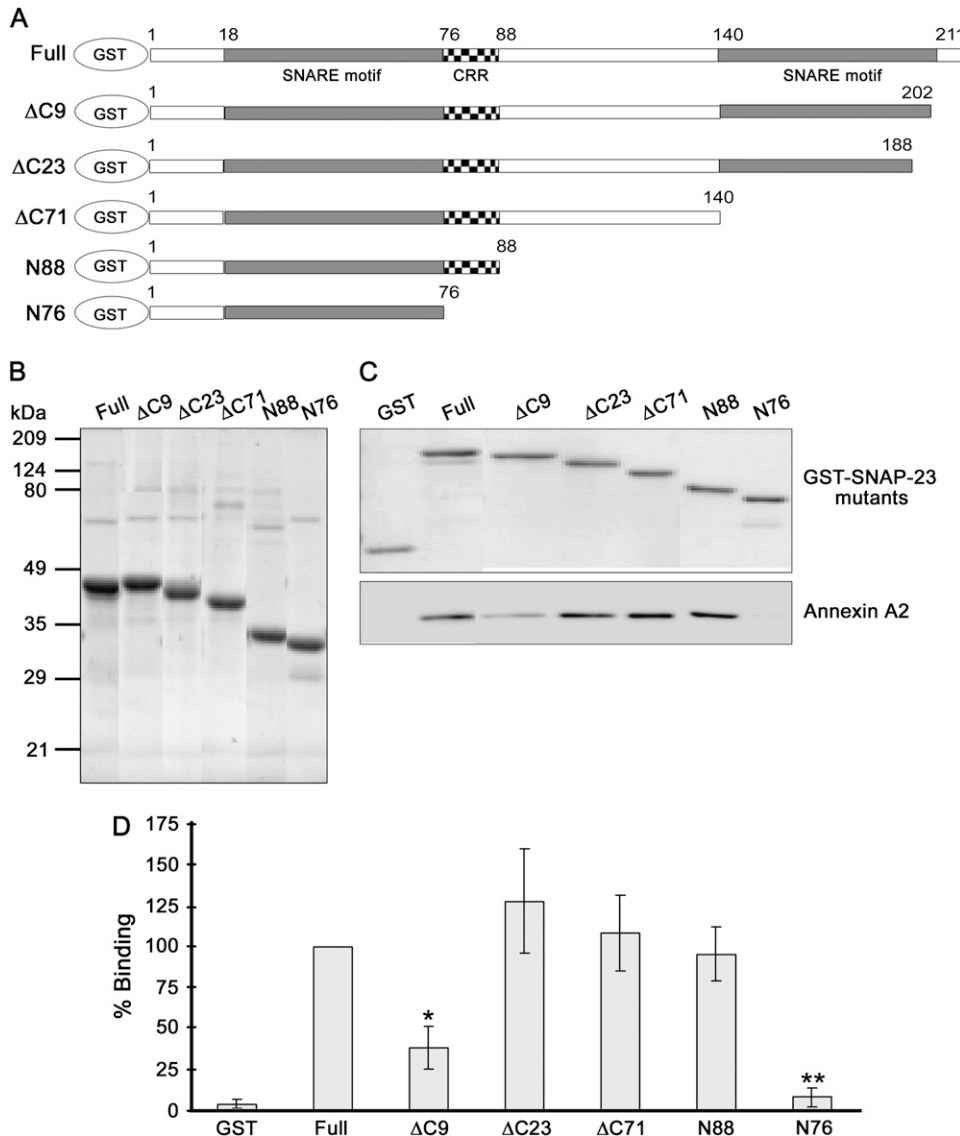 A
1 18 76 88 140 211
Full GST
SNARE motif CRR SNARE motif
1 202
ΔC9 GST
188
1
ΔC23 GST
1 140
ΔC71 GST
1 88
N88 GST
1 76
N76 GST
B
kDa Full ΔC9 ΔC23 ΔC71 N88 N76
209
124
80
49
35
29
21
C
GST Full ΔC9 ΔC23 ΔC71 N88 N76
GST-SNAP-23
mutants
Annexin A2
D
% Binding
175
150
125
100
75
50
25
0
*
**
GST Full ΔC9 ΔC23 ΔC71 N88 N76